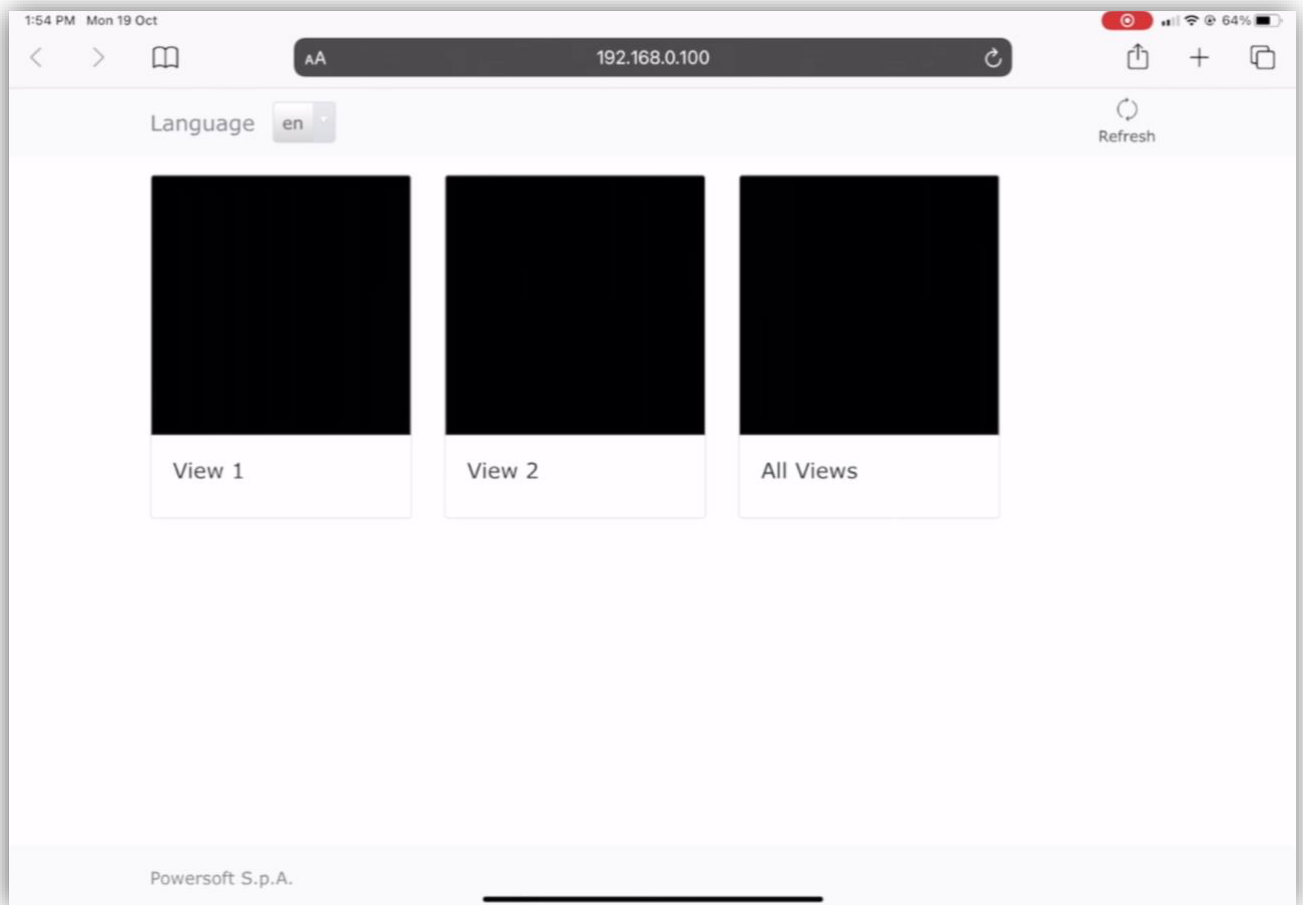 1:54 PM Mon 19 Oct 64%
AA 192.168.0.100
Language en
Refresh
View 1 View 2 All Views
Powersoft S.p.A.